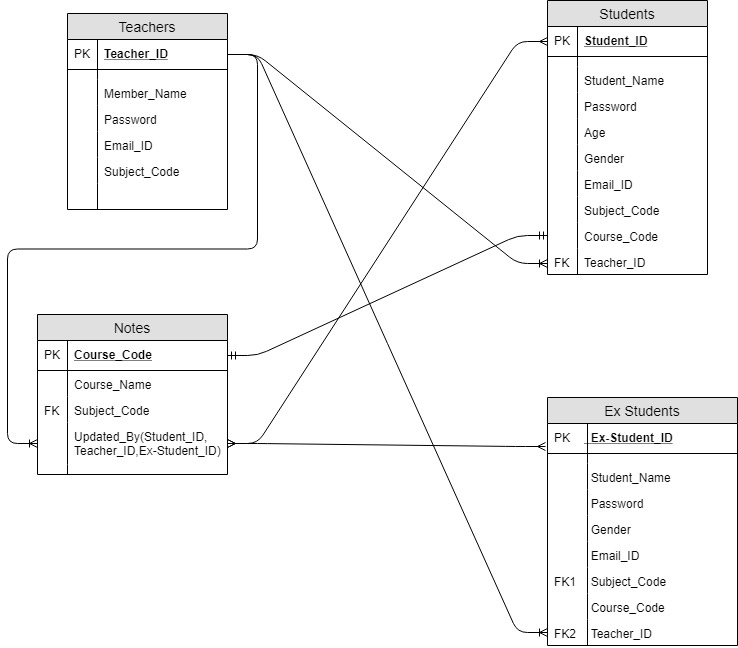 Teachers
PK Teacher_ID
Member_Name
Password
Email_ID
Subject_Code
Students
PK Student_ID
Student_Name
Password
Age
Gender
Email_ID
Subject_Code
Course_Code
FK Teacher_ID
Notes
PK Course_Code
Course_Name
FK Subject_Code
Updated_By(Student_ID,
Teacher_ID,Ex-Student_ID)
Ex Students
PK Ex-Student_ID
Student_Name
Password
Gender
Email_ID
FK1 Subject_Code
Course_Code
FK2 Teacher_ID